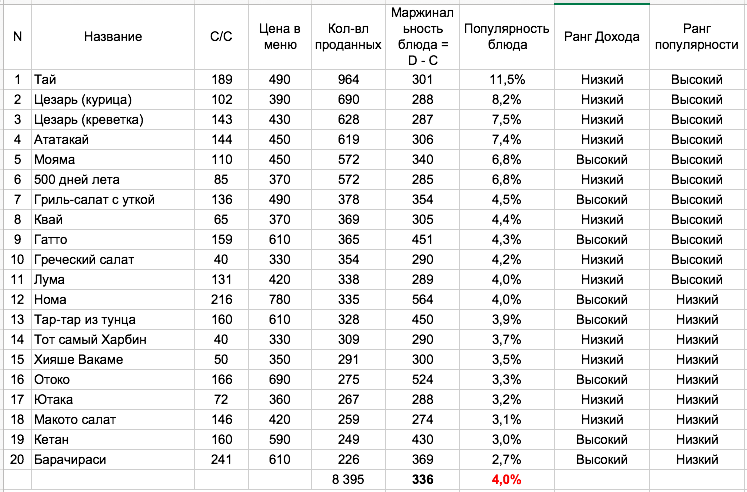 N Название С/С Цена в меню Кол-вл проданных Маржинальность блюда = D - C Популярность блюда Ранг Дохода Ранг популярности
1 Тай 189 490 964 301 11,5% Низкий Высокий
2 Цезарь (курица) 102 390 690 288 8,2% Низкий Высокий
3 Цезарь (креветка) 143 430 628 287 7,5% Низкий Высокий
4 Ататакай 144 450 619 306 7,4% Низкий Высокий
5 Мояма 110 450 572 340 6,8% Высокий Высокий
6 500 дней лета 85 370 572 285 6,8% Низкий Высокий
7 Гриль-салат с уткой 136 490 378 354 4,5% Высокий Высокий
8 Квай 65 370 369 305 4,4% Низкий Высокий
9 Гатто 159 610 365 451 4,3% Высокий Высокий
10 Греческий салат 40 330 354 290 4,2% Низкий Высокий
11 Лума 131 420 338 289 4,0% Низкий Высокий
12 Нома 216 780 335 564 4,0% Высокий Низкий
13 Тар-тар из тунца 160 610 328 450 3,9% Высокий Низкий
14 Тот самый Харбин 40 330 309 290 3,7% Низкий Низкий
15 Хияше Вакаме 50 350 291 300 3,5% Низкий Низкий
16 Отоко 166 690 275 524 3,3% Высокий Низкий
17 Ютака 72 360 267 288 3,2% Низкий Низкий
18 Макото салат 146 420 259 274 3,1% Низкий Низкий
19 Кетан 160 590 249 430 3,0% Высокий Низкий
20 Барачираси 241 610 226 369 2,7% Высокий Низкий
8 395 336 4,0%